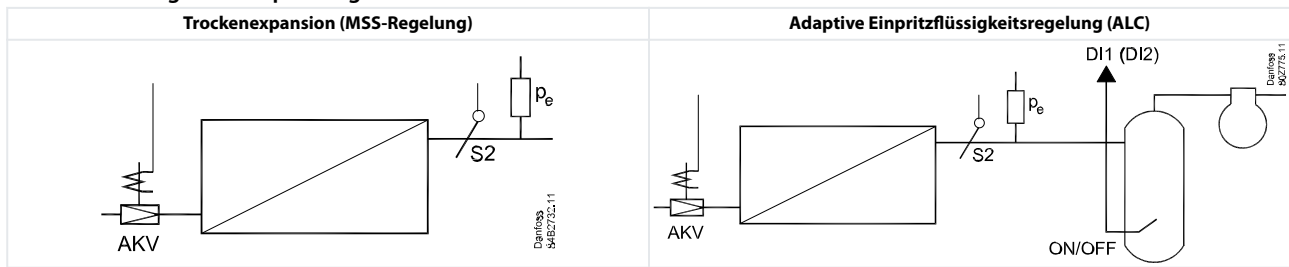 Trockenexpansion (MSS-Regelung)
Adaptive Einpritzflüssigkeitsregelung (ALC)
AKV
S2
pe
Danfoss
84B2732.11
AKV
S2
pe
DI1 (DI2)
ON/OFF
Danfoss
80Z775.11